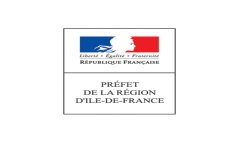 Liberté • Égalité • Fraternité
RÉPUBLIQUE FRANÇAISE
PRÉFET
DE LA RÉGION
D'ILE-DE-FRANCE